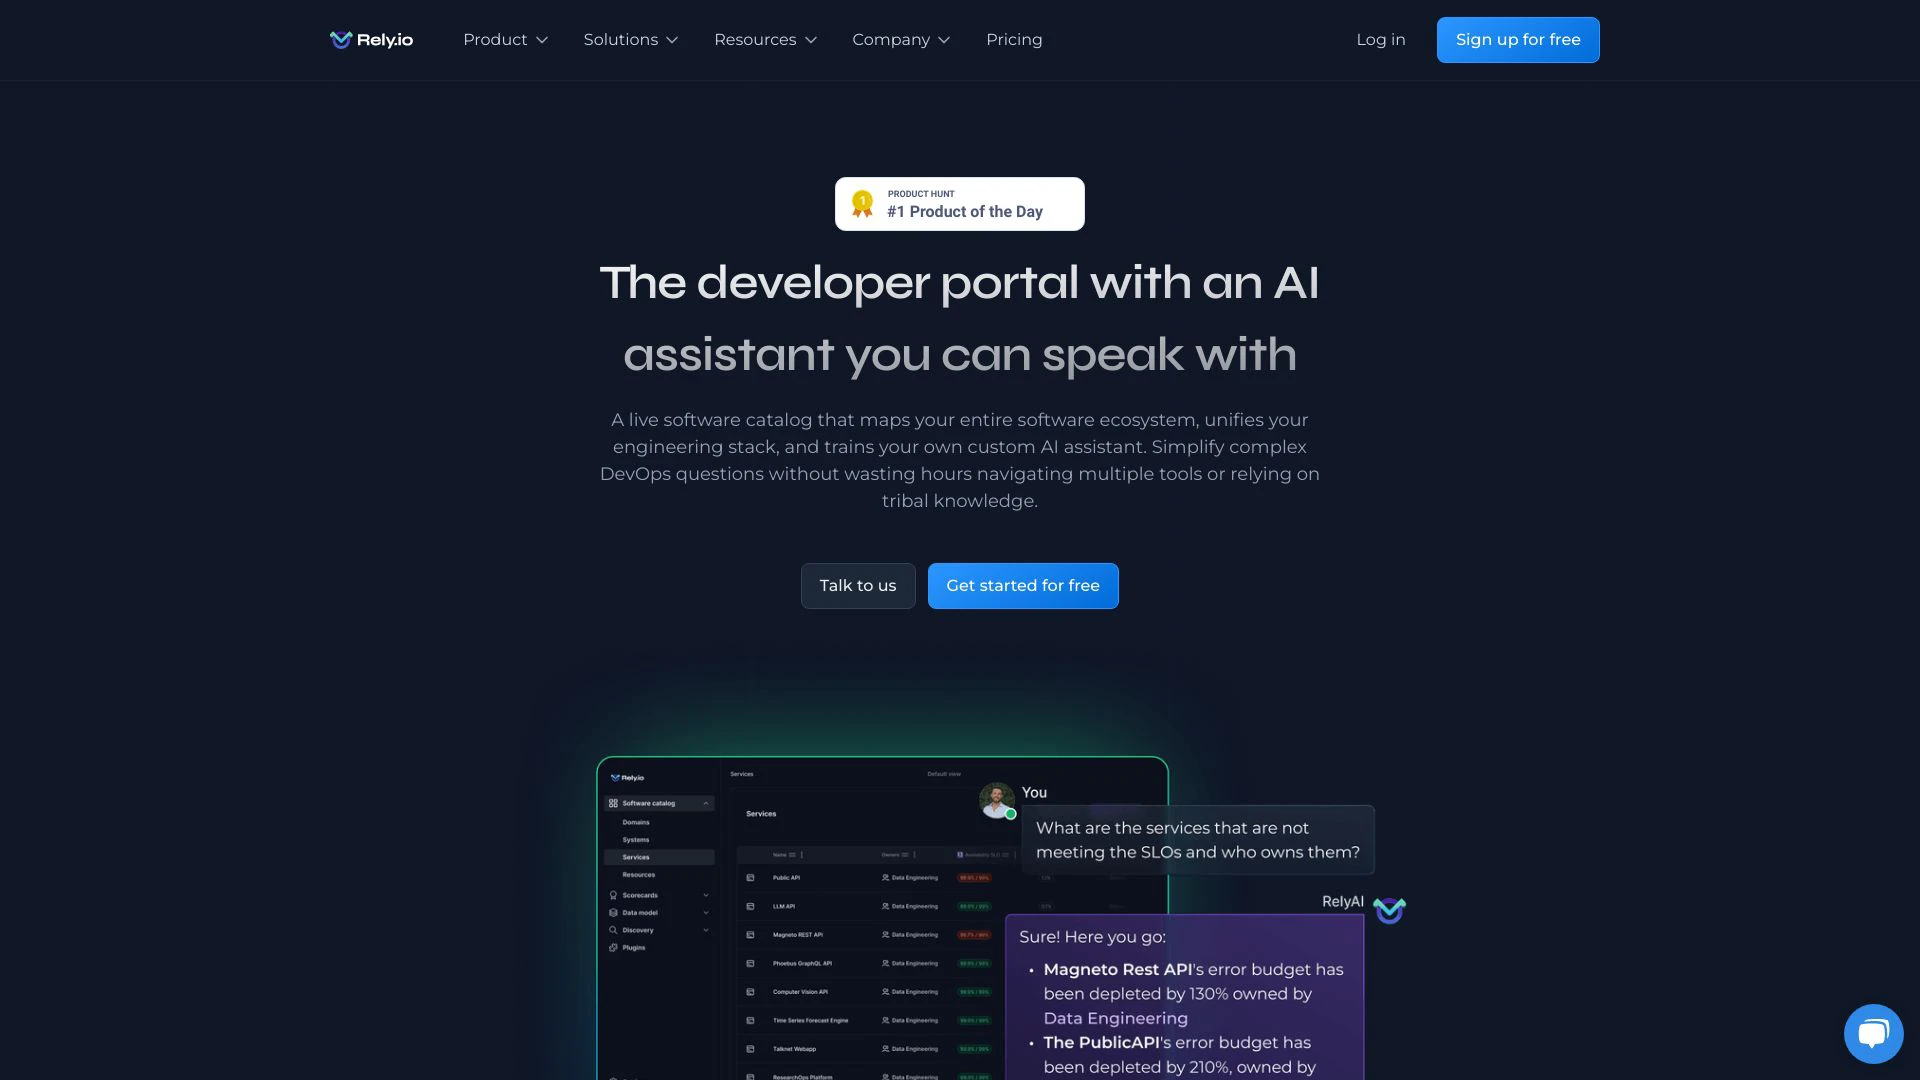 Rely.io
Product
Solutions
Resources
Company
Pricing
Log in
Sign up for free
PRODUCT HUNT
1
#1 Product of the Day
The developer portal with an AI
assistant you can speak with
A live software catalog that maps your entire software ecosystem, unifies your
engineering stack, and trains your own custom AI assistant. Simplify complex
DevOps questions without wasting hours navigating multiple tools or relying on
tribal knowledge.
Talk to us
Get started for free
Rely.io
Software catalog
Domains
Systems
Services
Resources
Scorecards
Data model
Discovery
Plugins
Services
Default view
Services
Name
Owners
Availability SLO
Public API
Data Engineering
LLM API
Data Engineering
Magneto REST API
Data Engineering
Phoebus GraphQL API
Data Engineering
Computer Vision API
Data Engineering
Time Series Forecast Engine
Data Engineering
Talknet Webapp
Data Engineering
ResearchOps Platform
Data Engineering
You
What are the services that are not
meeting the SLOs and who owns them?
RelyAI
Sure! Here you go:
• Magneto Rest API's error budget has
been depleted by 130% owned by
Data Engineering
• The PublicAPI's error budget has
been depleted by 210%, owned by